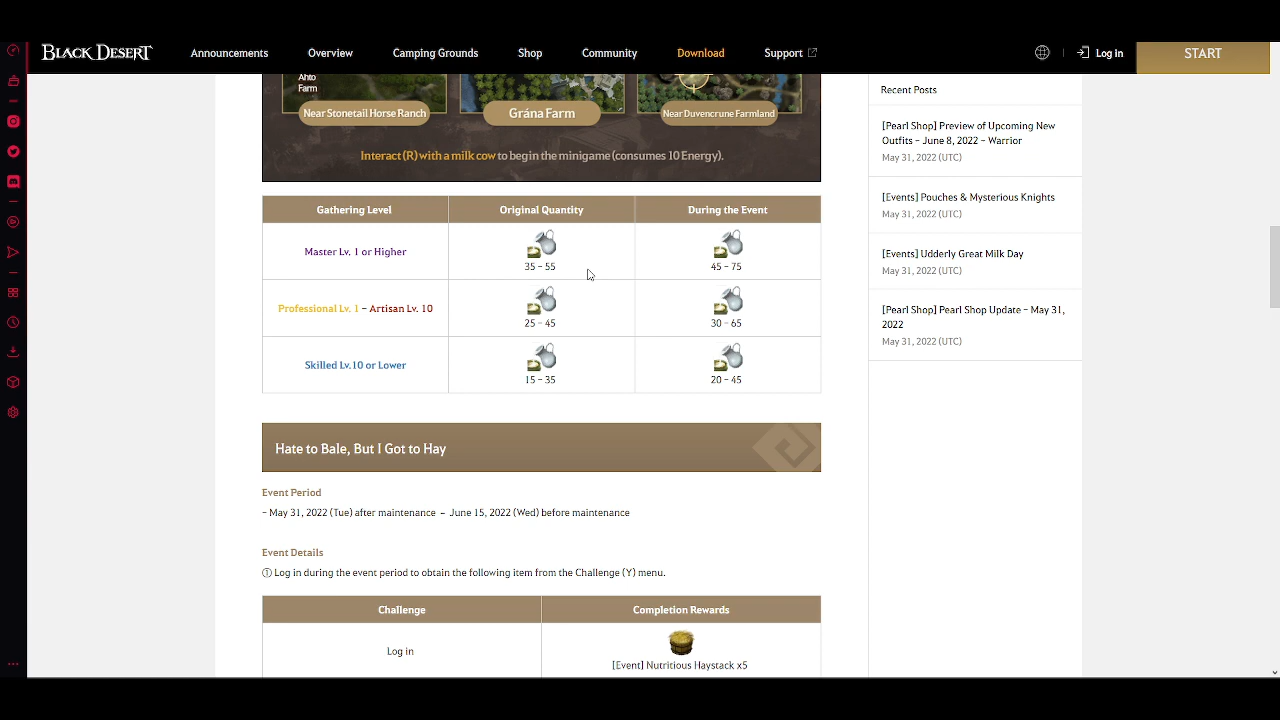 BLACK DESERT
Announcements
Overview
Camping Grounds
Shop
Community
Download
Support
Log in
START
Ahto
Farm
Near Stonetail Horse Ranch
Grána Farm
Near Duvencrune Farmland
Interact (R) with a milk cow to begin the minigame (consumes 10 Energy).
Gathering Level
Original Quantity
During the Event
Master Lv. 1 or Higher
35 – 55
45 – 75
Professional Lv. 1 – Artisan Lv. 10
25 – 45
30 – 65
Skilled Lv.10 or Lower
15 – 35
20 – 45
Hate to Bale, But I Got to Hay
Event Period
– May 31, 2022 (Tue) after maintenance – June 15, 2022 (Wed) before maintenance
Event Details
① Log in during the event period to obtain the following item from the Challenge (Y) menu.
Challenge
Completion Rewards
Log in
[Event] Nutritious Haystack x5
Recent Posts
[Pearl Shop] Preview of Upcoming New
Outfits – June 8, 2022 – Warrior
May 31, 2022 (UTC)
[Events] Pouches & Mysterious Knights
May 31, 2022 (UTC)
[Events] Udderly Great Milk Day
May 31, 2022 (UTC)
[Pearl Shop] Pearl Shop Update – May 31,
2022
May 31, 2022 (UTC)